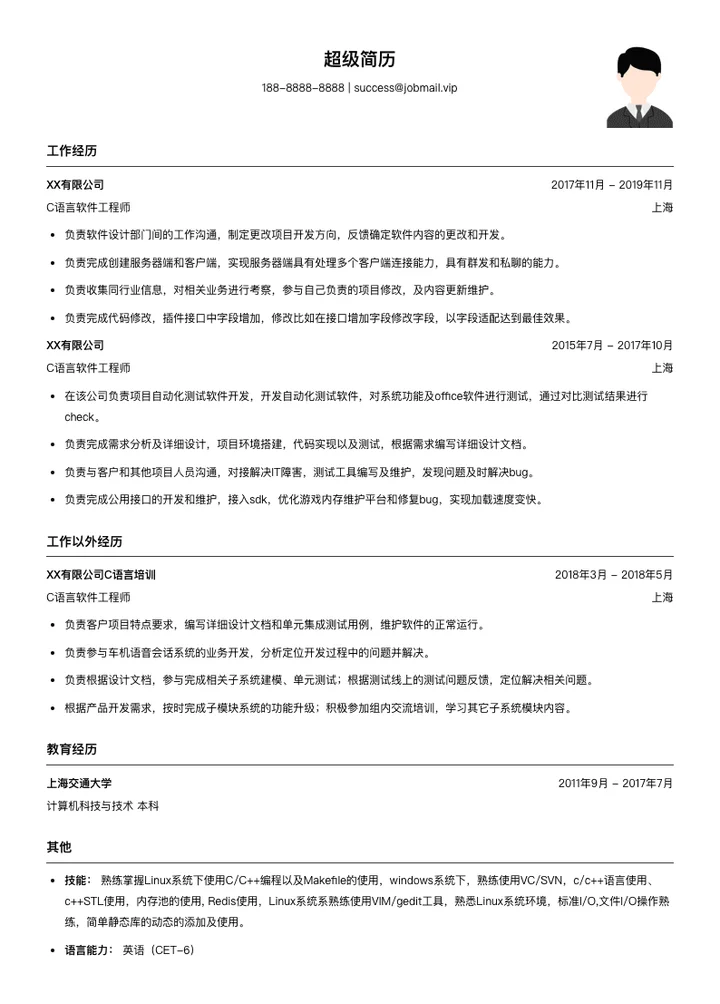 超级简历
188-8888-8888 | success@jobmail.vip
工作经历
XX有限公司 2017年11月 - 2019年11月
C语言软件工程师 上海
• 负责软件设计部门间的工作沟通，制定更改项目开发方向，反馈确定软件内容的更改和开发。
• 负责完成创建服务器端和客户端，实现服务器端具有处理多个客户端连接能力，具有群发和私聊的能力。
• 负责收集同行业信息，对相关业务进行考察，参与自己负责的项目修改，及内容更新维护。
• 负责完成代码修改，插件接口中字段增加，修改比如在接口增加字段修改字段，以字段适配达到最佳效果。
XX有限公司 2015年7月 - 2017年10月
C语言软件工程师 上海
• 在该公司负责项目自动化测试软件开发，开发自动化测试软件，对系统功能及office软件进行测试，通过对比测试结果进行
check。
• 负责完成需求分析及详细设计，项目环境搭建，代码实现以及测试，根据需求编写详细设计文档。
• 负责与客户和其他项目人员沟通，对接解决IT障害，测试工具编写及维护，发现问题及时解决bug。
• 负责完成公用接口的开发和维护，接入sdk，优化游戏内存维护平台和修复bug，实现加载速度变快。
工作以外经历
XX有限公司C语言培训 2018年3月 - 2018年5月
C语言软件工程师 上海
• 负责客户项目特点要求，编写详细设计文档和单元集成测试用例，维护软件的正常运行。
• 负责参与车机语音会话系统的业务开发，分析定位开发过程中的问题并解决。
• 负责根据设计文档，参与完成相关子系统建模、单元测试；根据测试线上的测试问题反馈，定位解决相关问题。
• 根据产品开发需求，按时完成子模块系统的功能升级；积极参加组内交流培训，学习其它子系统模块内容。
教育经历
上海交通大学 2011年9月 - 2017年7月
计算机科技与技术 本科
其他
• 技能： 熟练掌握Linux系统下使用C/C++编程以及Makefile的使用，windows系统下，熟练使用VC/SVN，c/c++语言使用、
c++STL使用，内存池的使用, Redis使用，Linux系统系熟练使用VIM/gedit工具，熟悉Linux系统环境，标准I/O,文件I/O操作熟
练，简单静态库的动态的添加及使用。
• 语言能力： 英语（CET-6）